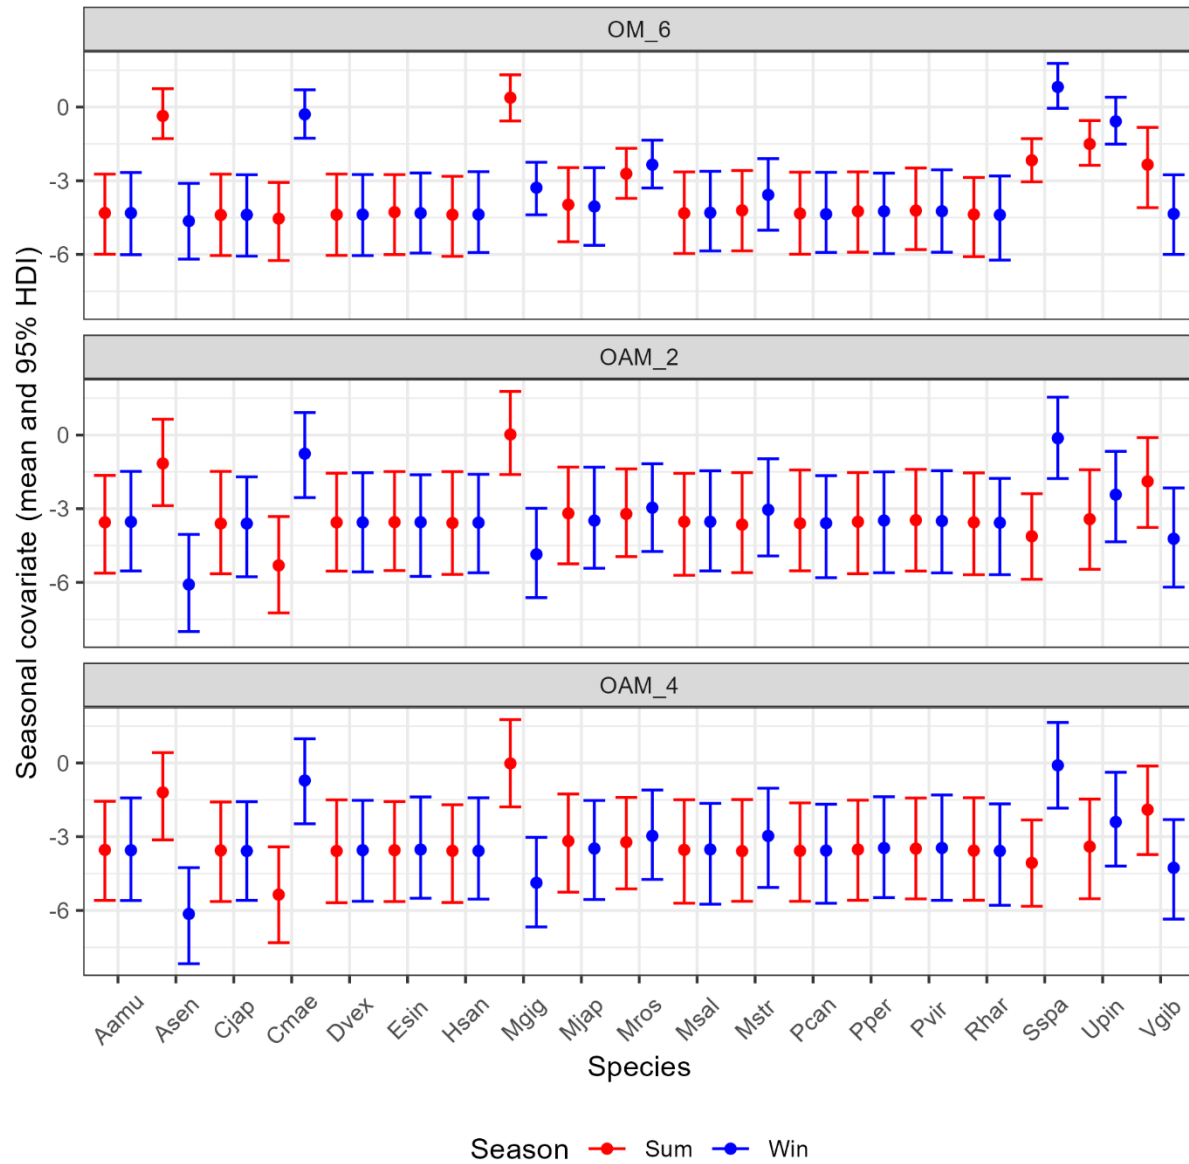 OM_6
0
-3
-6
OAM_2
0
-3
-6
OAM_4
0
-3
-6
Seasonal covariate (mean and 95% HDI)
Aamu Asen Cjap Cmae Dvex Esin Hsan Mgig Mjap Mros Msal Mstr Pcan Pper Pvir Rhar Sspa Upin Vgib
Species
Season Sum Win